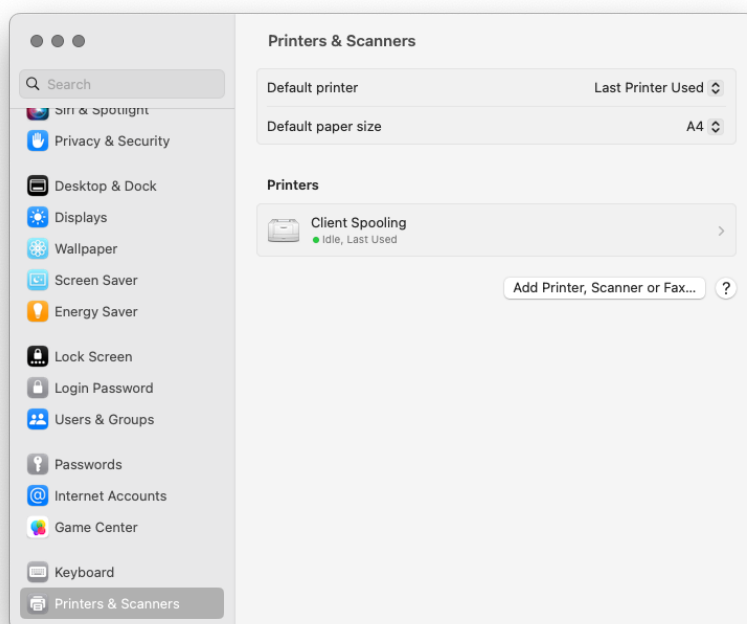 Search
Siri & Spotlight
Privacy & Security
Desktop & Dock
Displays
Wallpaper
Screen Saver
Energy Saver
Lock Screen
Login Password
Users & Groups
Passwords
Internet Accounts
Game Center
Keyboard
Printers & Scanners
Printers & Scanners
Default printer Last Printer Used
Default paper size A4
Printers
Client Spooling
Idle, Last Used
Add Printer, Scanner or Fax... ?